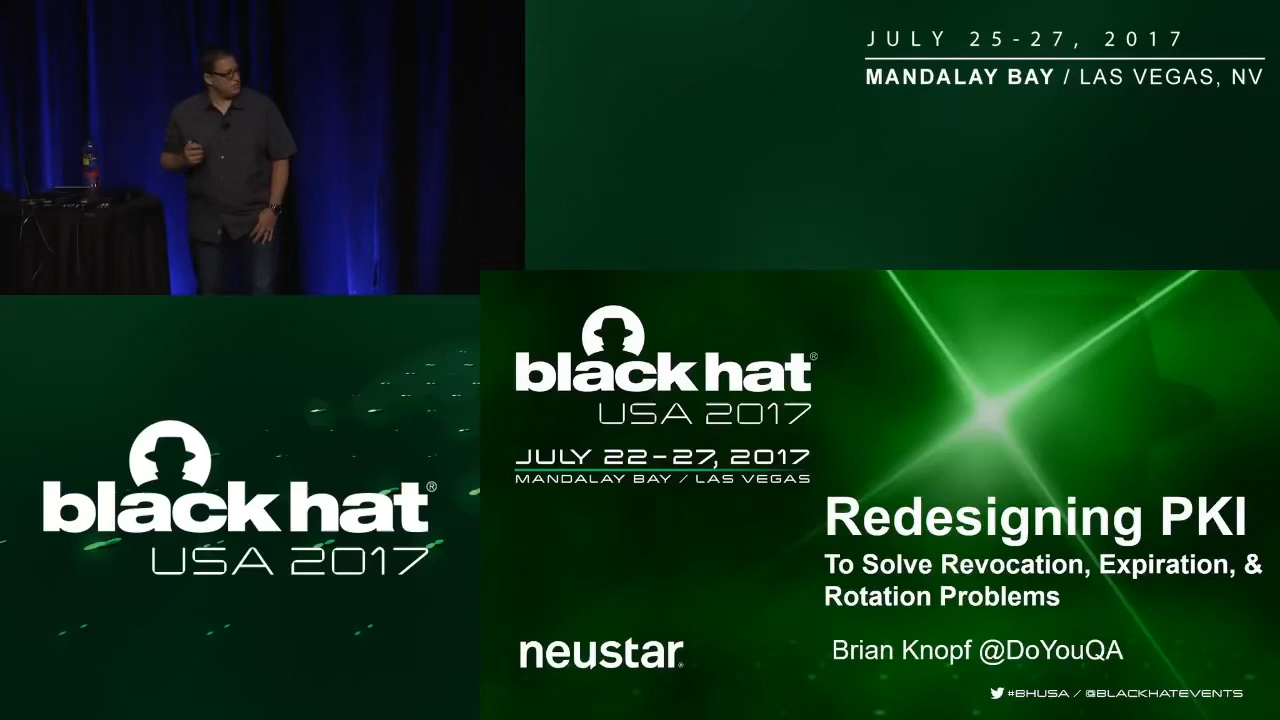 JULY 25-27, 2017
MANDALAY BAY / LAS VEGAS, NV
black hat®
USA 2017
black hat®
USA 2017
JULY 22-27, 2017
MANDALAY BAY / LAS VEGAS
Redesigning PKI
To Solve Revocation, Expiration, &
Rotation Problems
neustar®
Brian Knopf @DoYouQA
#BHUSA / @BLACKHATEVENTS